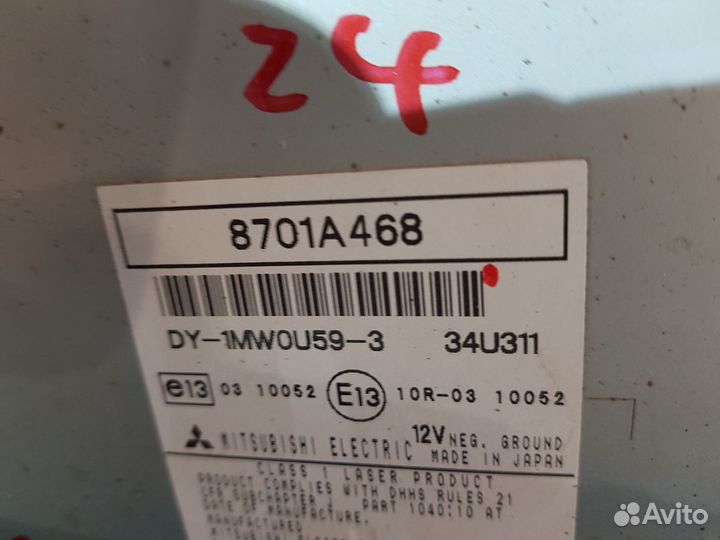 24
8701A468
DY-1MW0U59-3 34U311
e13 03 10052 E13 10R-03 10052
MITSUBISHI ELECTRIC 12V NEG. GROUND
MADE IN JAPAN
CLASS 1 LASER PRODUCT
PRODUCT COMPLIES WITH DHHS RULES 21
CFR SUBCHAPTER PART 1040:10 AT
DATE OF MANUFACTURE.
MANUFACTURED
Avito